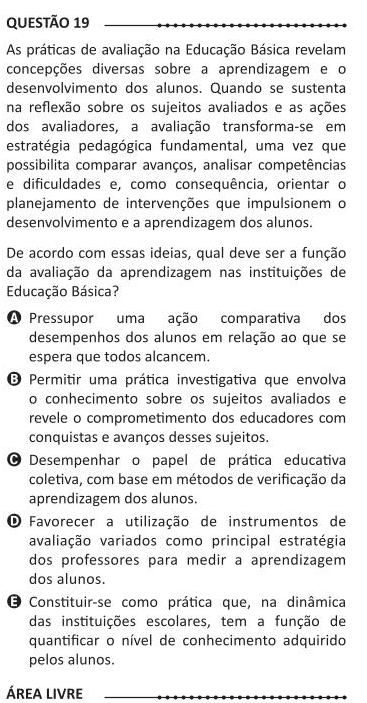 QUESTÃO 19
As práticas de avaliação na Educação Básica revelam
concepções diversas sobre a aprendizagem e o
desenvolvimento dos alunos. Quando se sustenta
na reflexão sobre os sujeitos avaliados e as ações
dos avaliadores, a avaliação transforma-se em
estratégia pedagógica fundamental, uma vez que
possibilita comparar avanços, analisar competências
e dificuldades e, como consequência, orientar o
planejamento de intervenções que impulsionem o
desenvolvimento e a aprendizagem dos alunos.
De acordo com essas ideias, qual deve ser a função
da avaliação da aprendizagem nas instituições de
Educação Básica?
A Pressupor uma ação comparativa dos
desempenhos dos alunos em relação ao que se
espera que todos alcancem.
B Permitir uma prática investigativa que envolva
o conhecimento sobre os sujeitos avaliados e
revele o comprometimento dos educadores com
conquistas e avanços desses sujeitos.
C Desempenhar o papel de prática educativa
coletiva, com base em métodos de verificação da
aprendizagem dos alunos.
D Favorecer a utilização de instrumentos de
avaliação variados como principal estratégia
dos professores para medir a aprendizagem
dos alunos.
E Constituir-se como prática que, na dinâmica
das instituições escolares, tem a função de
quantificar o nível de conhecimento adquirido
pelos alunos.
ÁREA LIVRE